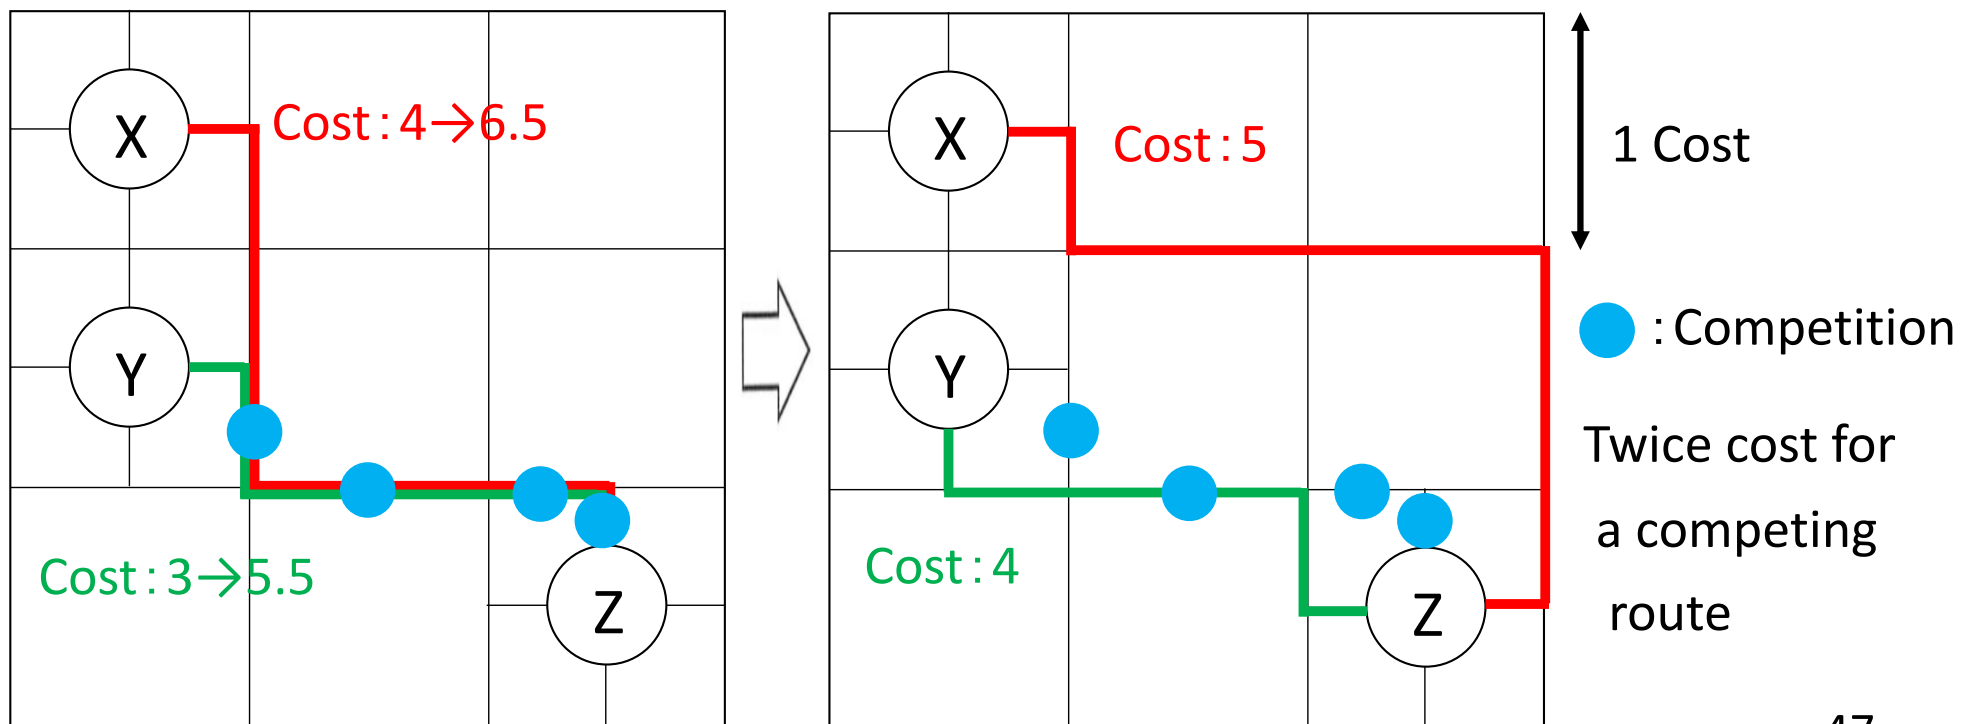 X
Cost:4→6.5
Y
Cost:3→5.5
Z
X
Cost:5
Y
Cost:4
Z
1 Cost
:Competition
Twice cost for
a competing
route